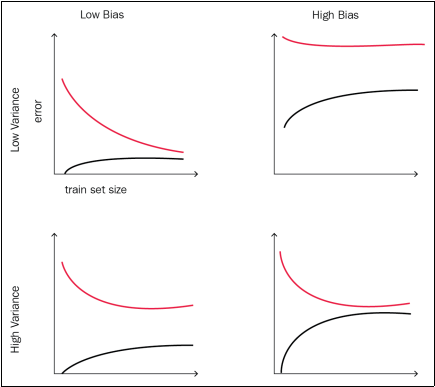 Low Bias
High Bias
Low Variance
error
train set size
High Variance